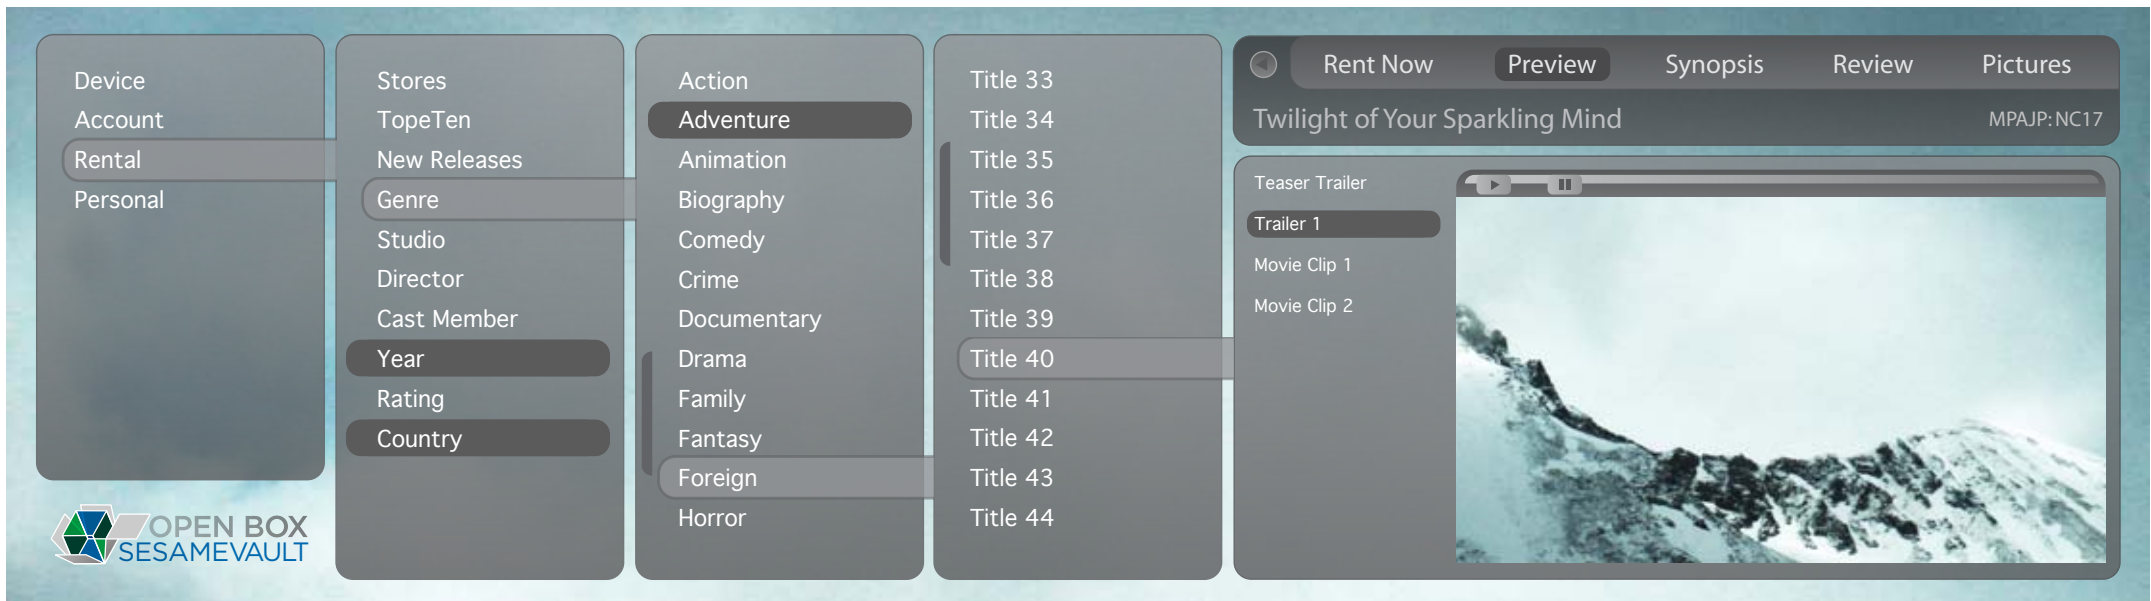 Device
Account
Rental
Personal
OPEN BOX
SESAMEVAULT
Stores
TopeTen
New Releases
Genre
Studio
Director
Cast Member
Year
Rating
Country
Action
Adventure
Animation
Biography
Comedy
Crime
Documentary
Drama
Family
Fantasy
Foreign
Horror
Title 33
Title 34
Title 35
Title 36
Title 37
Title 38
Title 39
Title 40
Title 41
Title 42
Title 43
Title 44
Rent Now Preview Synopsis Review Pictures
Twilight of Your Sparkling Mind MPAJP: NC17
Teaser Trailer
Trailer 1
Movie Clip 1
Movie Clip 2